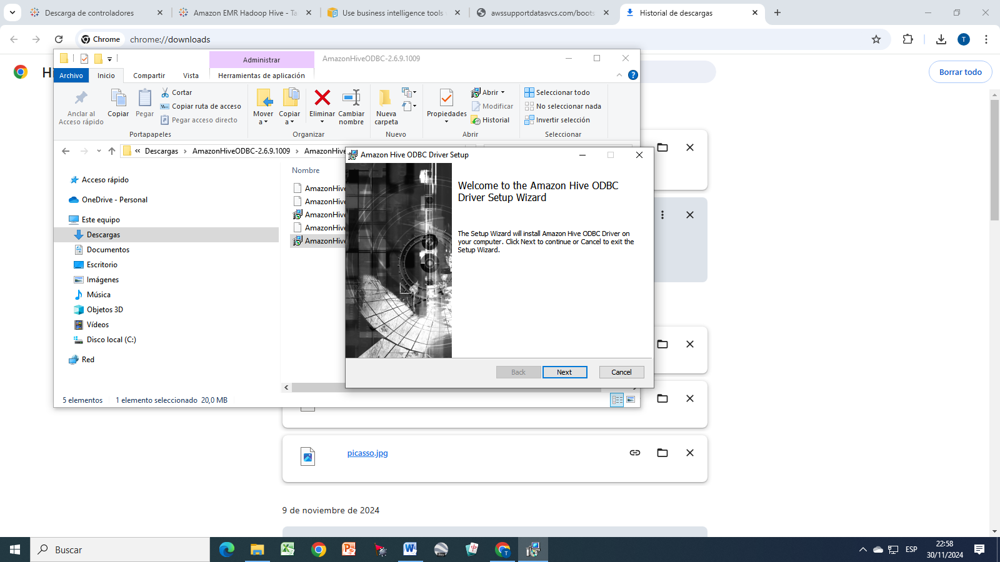 Descarga de controladores
Amazon EMR Hadoop Hive - Ta
Use business intelligence tools
awssupportdatasvcs.com/boots
Historial de descargas
Chrome
chrome://downloads
T
H
Borrar todo
Administrar
AmazonHiveODBC-2.6.9.1009
Archivo
Inicio
Compartir
Vista
Herramientas de aplicación
Anclar al
Acceso rápido
Copiar
Pegar
Cortar
Copiar ruta de acceso
Pegar acceso directo
Portapapeles
Mover
a
Copiar
a
Eliminar
Cambiar
nombre
Organizar
Nueva
carpeta
Nuevo
Propiedades
Abrir
Modificar
Historial
Abrir
Seleccionar todo
No seleccionar nada
Invertir selección
Seleccionar
« Descargas > AmazonHiveODBC-2.6.9.1009 > AmazonHive
Acceso rápido
OneDrive - Personal
Este equipo
Descargas
Documentos
Escritorio
Imágenes
Música
Objetos 3D
Vídeos
Disco local (C:)
Red
Nombre
AmazonHive
AmazonHive
AmazonHive
AmazonHive
AmazonHive
5 elementos
1 elemento seleccionado 20,0 MB
Amazon Hive ODBC Driver Setup
Welcome to the Amazon Hive ODBC
Driver Setup Wizard
The Setup Wizard will install Amazon Hive ODBC Driver on
your computer. Click Next to continue or Cancel to exit the
Setup Wizard.
Back
Next
Cancel
picasso.jpg
9 de noviembre de 2024
Buscar
ESP
22:58
30/11/2024